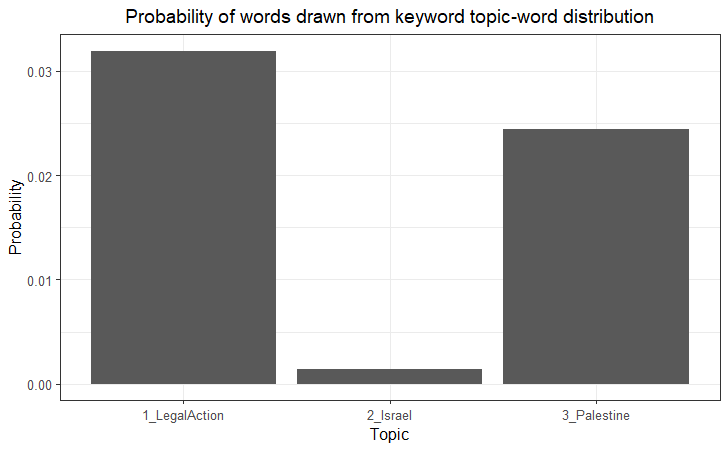 Probability of words drawn from keyword topic-word distribution
Probability
0.03
0.02
0.01
0.00
1_LegalAction 2_Israel 3_Palestine
Topic